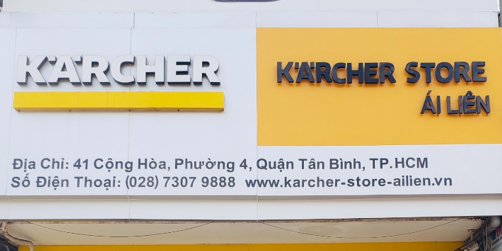 KÄRCHER
KÄRCHER STORE
ÁI LIÊN
Địa Chỉ: 41 Cộng Hòa, Phường 4, Quận Tân Bình, TP.HCM
Số Điện Thoại: (028) 7307 9888 www.karcher-store-ailien.vn